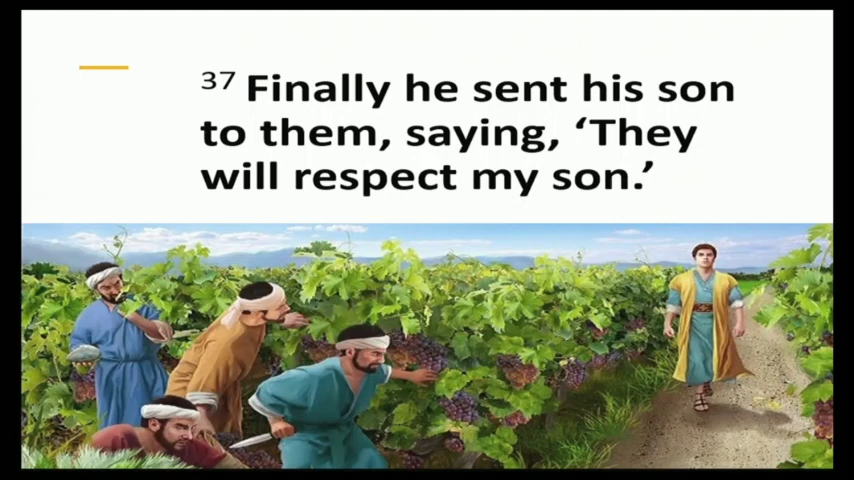 37 Finally he sent his son
to them, saying, ‘They
will respect my son.’